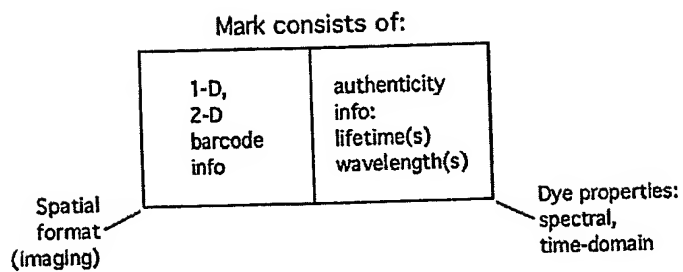 Mark consists of:
1-D,
2-D
barcode
info
authenticity
info:
lifetime(s)
wavelength(s)
Spatial
format
(imaging)
Dye properties:
spectral,
time-domain